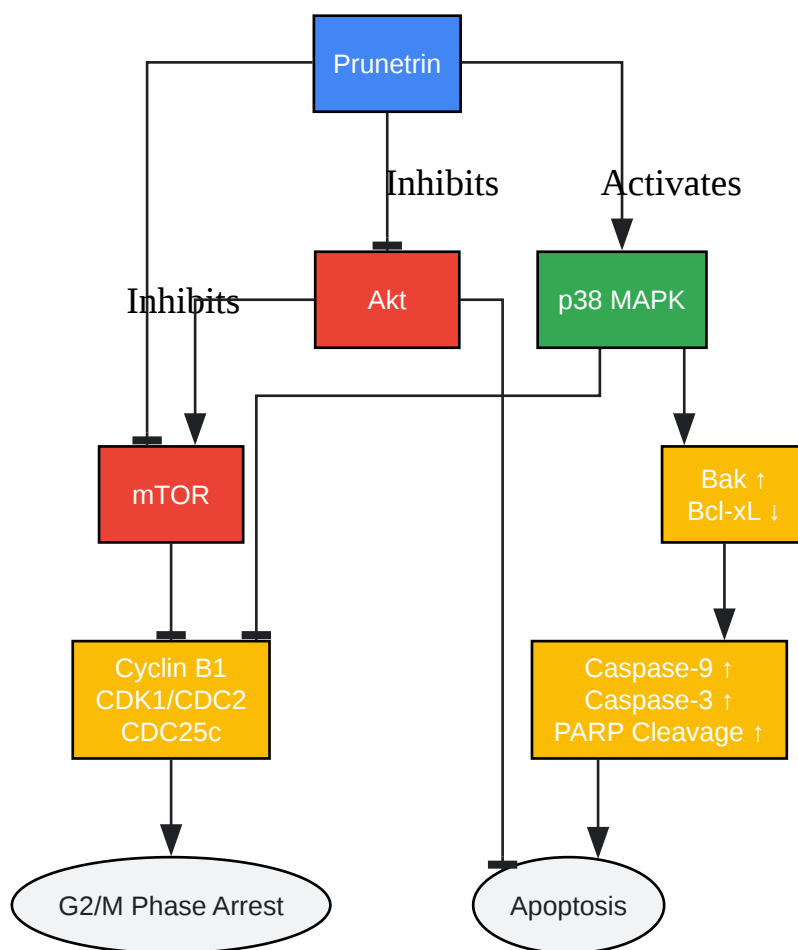 Prunetrin
Inhibits
Activates
Inhibits
Akt
p38 MAPK
mTOR
Bak ↑
Bcl-xL ↓
Cyclin B1
CDK1/CDC2
CDC25c
Caspase-9 ↑
Caspase-3 ↑
PARP Cleavage ↑
G2/M Phase Arrest
Apoptosis